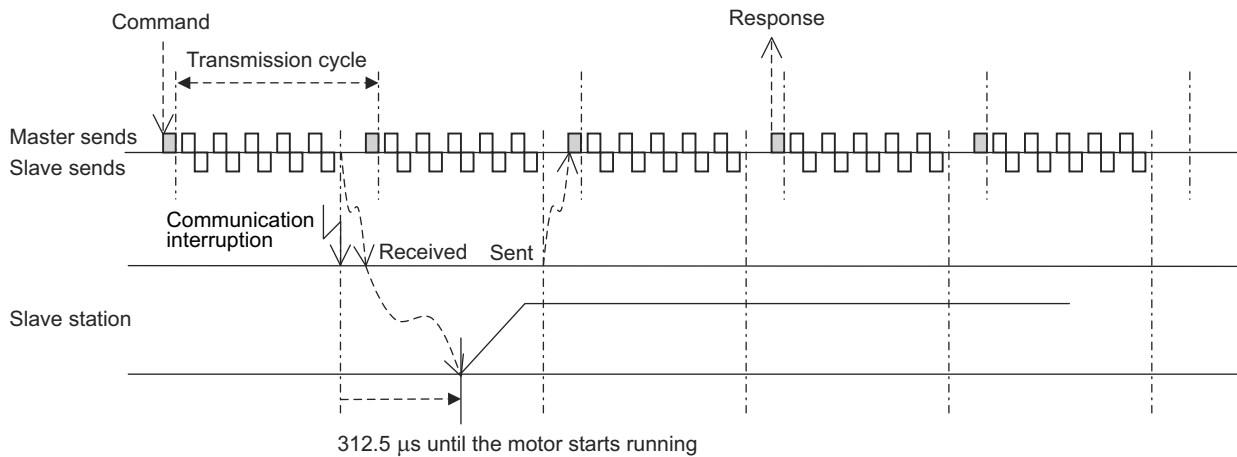 Command
Response
Transmission cycle
Master sends
Slave sends
Communication
interruption
Received
Sent
Slave station
312.5 μs until the motor starts running